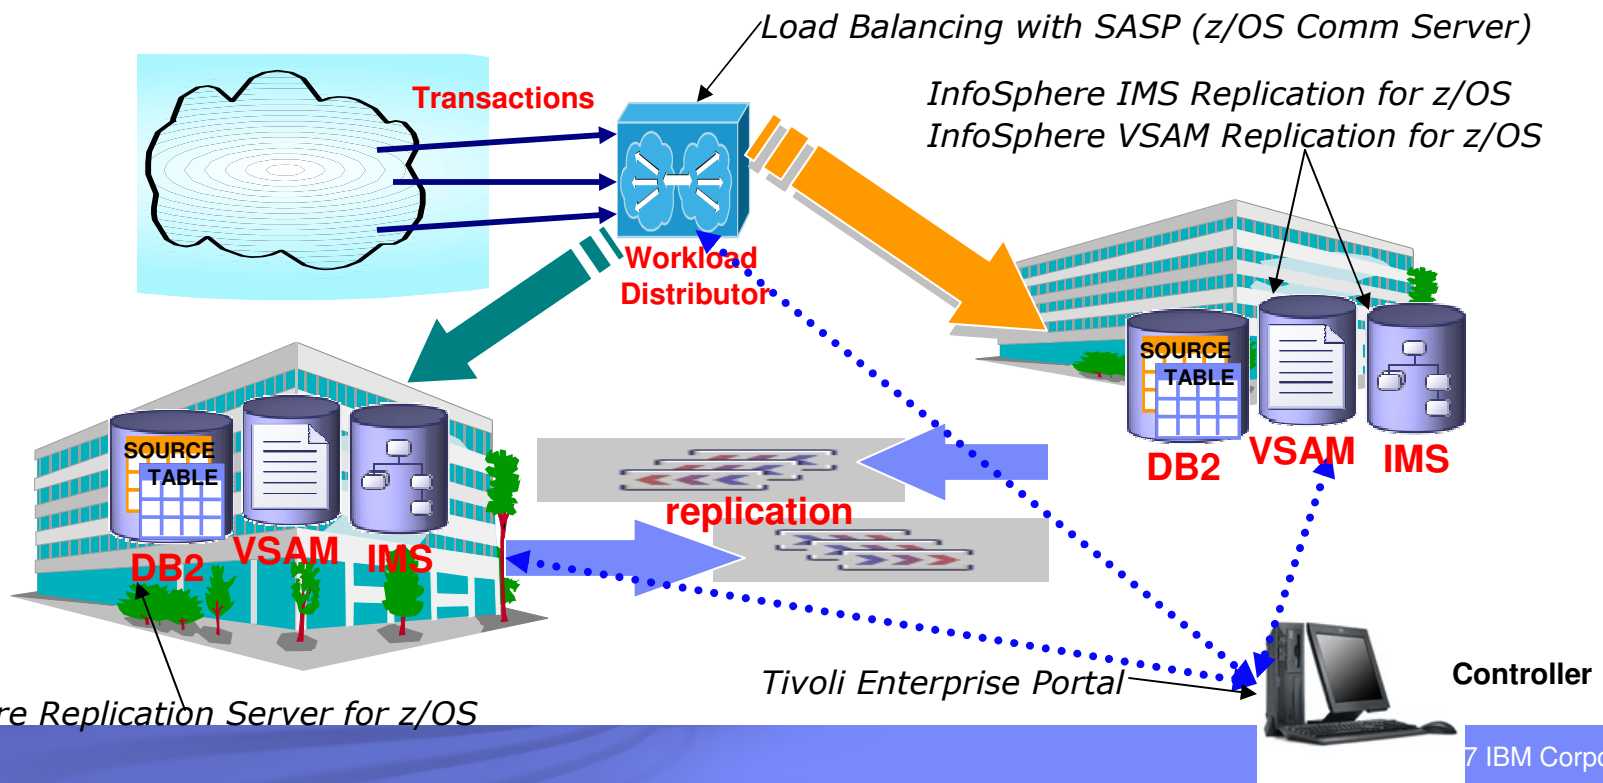 Load Balancing with SASP (z/OS Comm Server)
Transactions
InfoSphere IMS Replication for z/OS
InfoSphere VSAM Replication for z/OS
Workload
Distributor
SOURCE
TABLE
DB2
VSAM
IMS
SOURCE
TABLE
DB2
VSAM
IMS
replication
Tivoli Enterprise Portal
Controller
Replication Server for z/OS
7 IBM